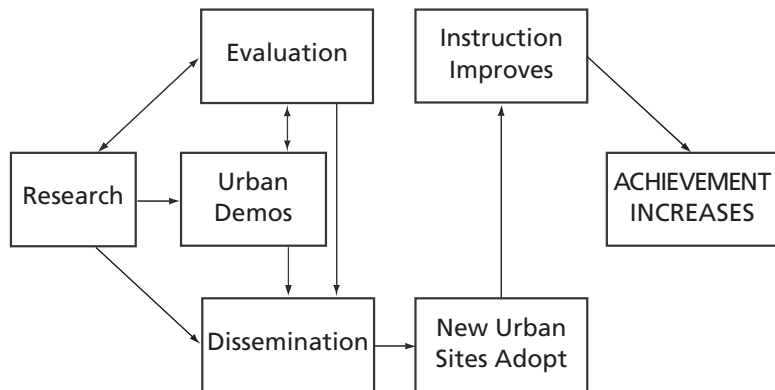 Evaluation
Instruction
Improves
Research
Urban
Demos
ACHIEVEMENT
INCREASES
Dissemination
New Urban
Sites Adopt